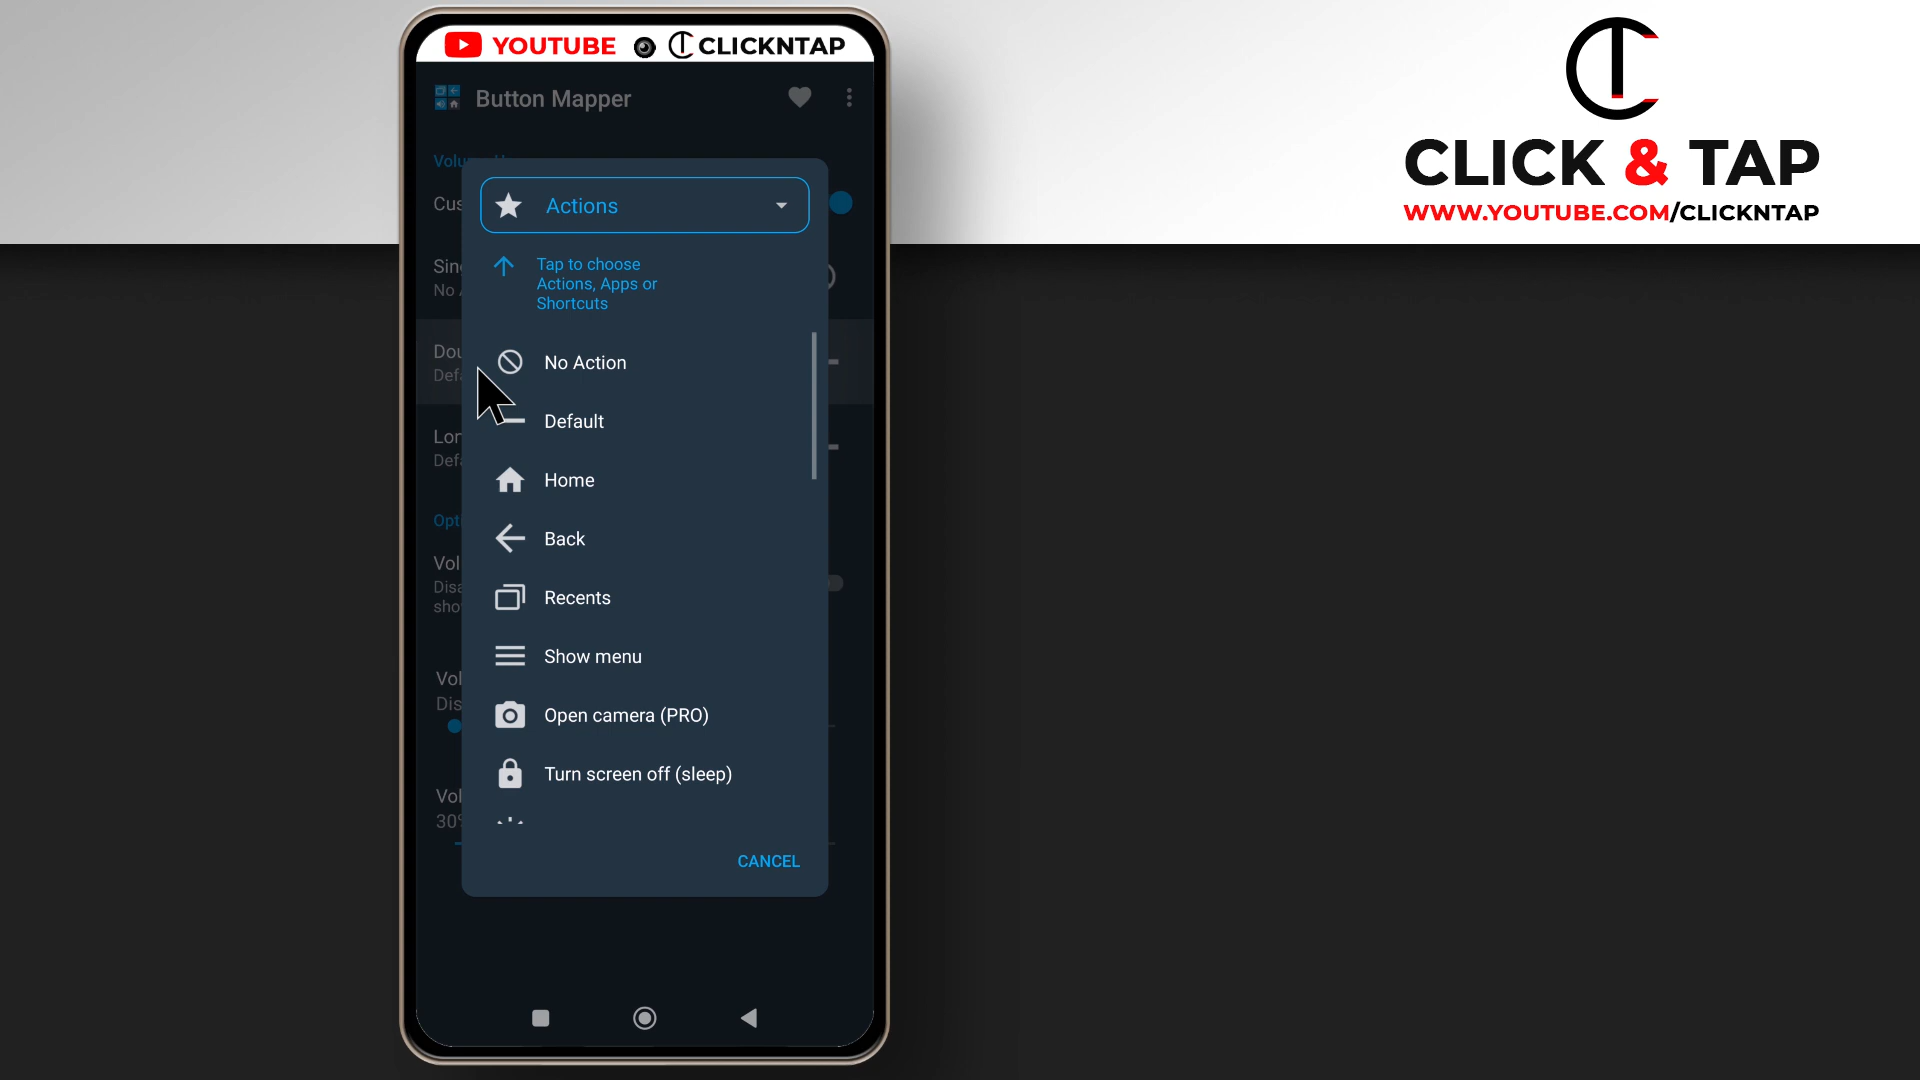 YOUTUBE CLICKNTAP
CLICK & TAP
WWW.YOUTUBE.COM/CLICKNTAP
Button Mapper
Actions
Tap to choose
Actions, Apps or
Shortcuts
No Action
Default
Home
Back
Recents
Show menu
Open camera (PRO)
Turn screen off (sleep)
CANCEL